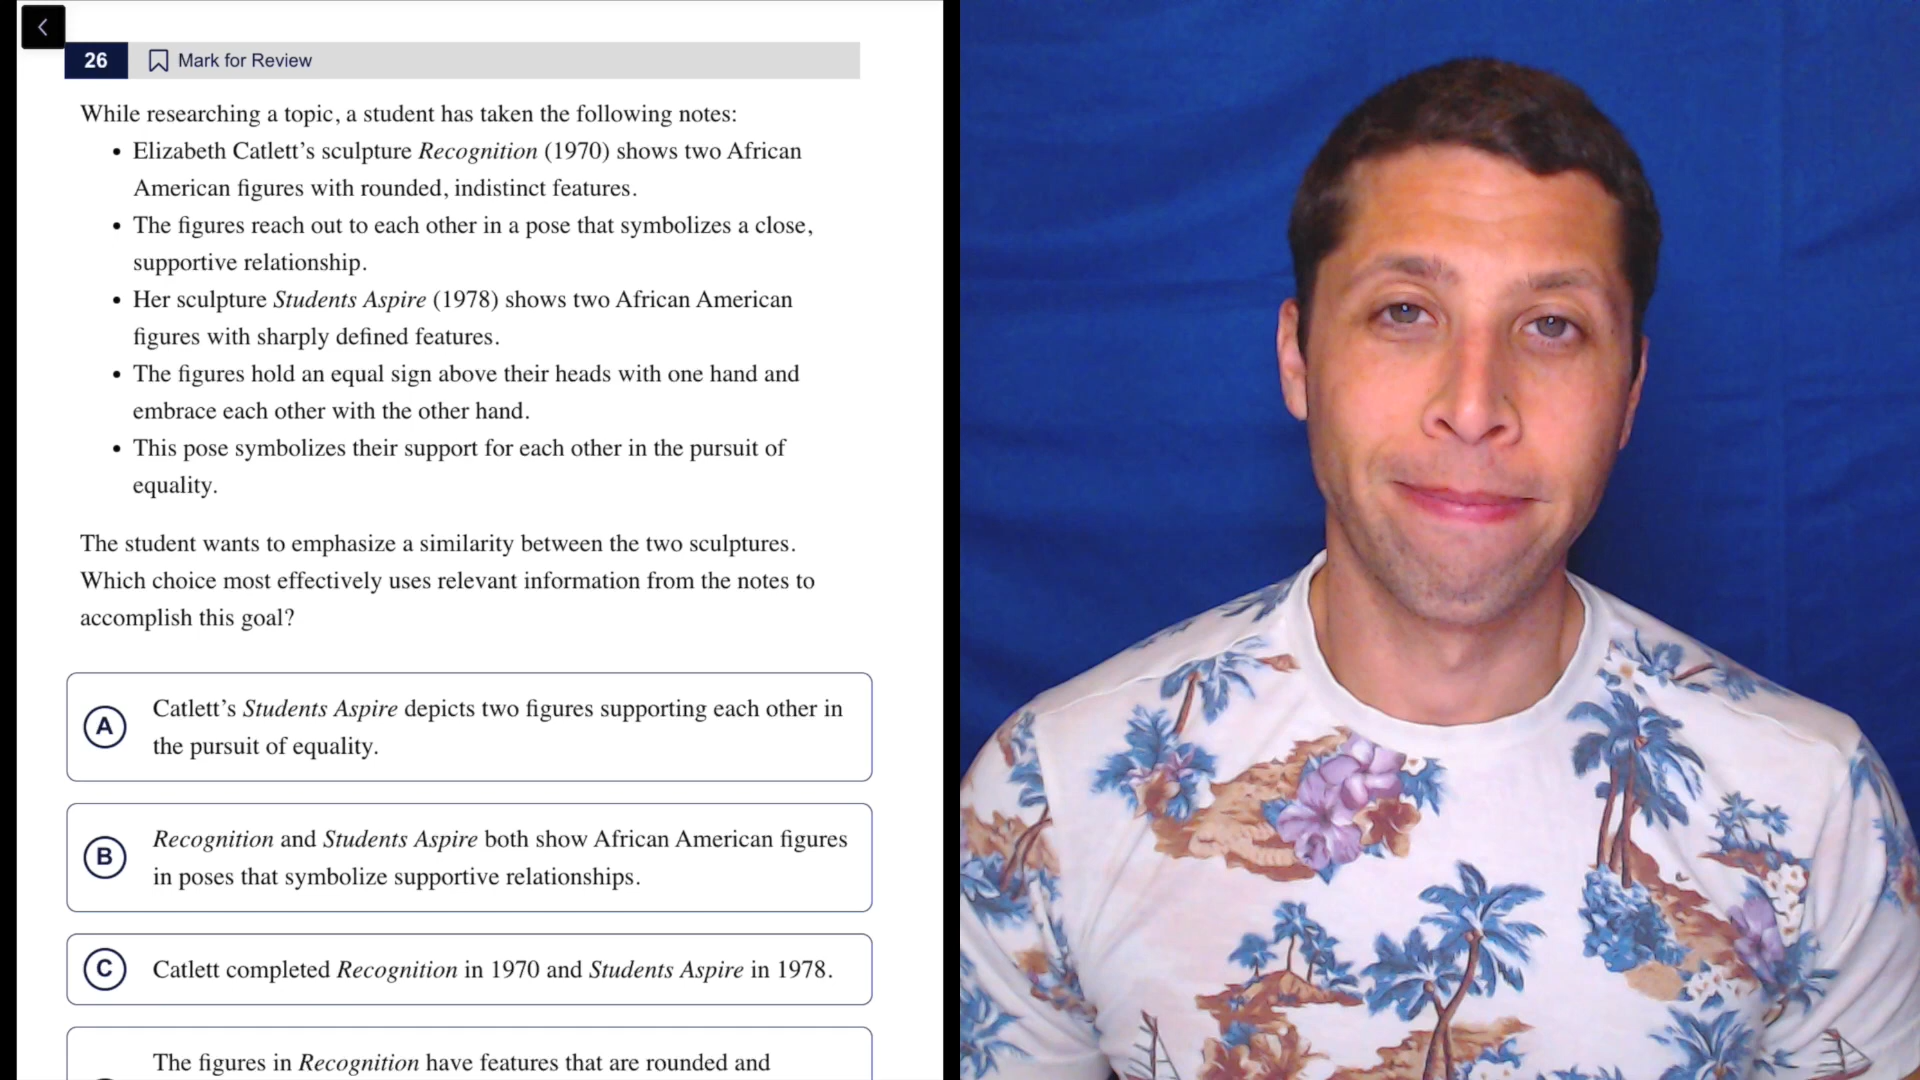 26 Mark for Review
While researching a topic, a student has taken the following notes:
• Elizabeth Catlett’s sculpture Recognition (1970) shows two African
American figures with rounded, indistinct features.
• The figures reach out to each other in a pose that symbolizes a close,
supportive relationship.
• Her sculpture Students Aspire (1978) shows two African American
figures with sharply defined features.
• The figures hold an equal sign above their heads with one hand and
embrace each other with the other hand.
• This pose symbolizes their support for each other in the pursuit of
equality.
The student wants to emphasize a similarity between the two sculptures.
Which choice most effectively uses relevant information from the notes to
accomplish this goal?
A Catlett’s Students Aspire depicts two figures supporting each other in
the pursuit of equality.
B Recognition and Students Aspire both show African American figures
in poses that symbolize supportive relationships.
C Catlett completed Recognition in 1970 and Students Aspire in 1978.
The figures in Recognition have features that are rounded and